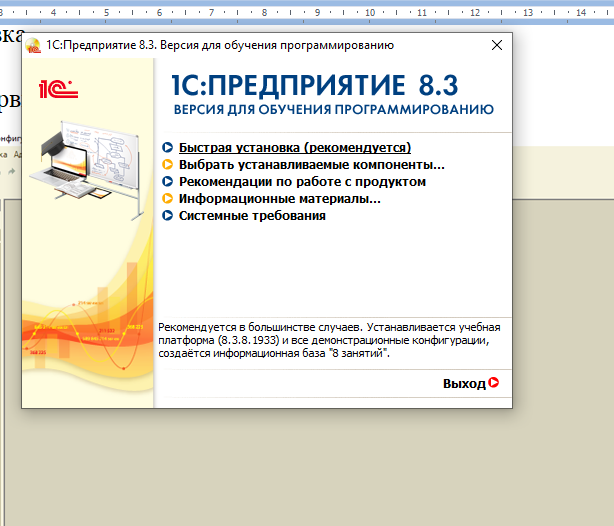 3 4 5 6 7 8 9 10 11 12 13 14
вка
1С:Предприятие 8.3. Версия для обучения программированию
1С
1С:ПРЕДПРИЯТИЕ 8.3
ВЕРСИЯ ДЛЯ ОБУЧЕНИЯ ПРОГРАММИРОВАНИЮ
Быстрая установка (рекомендуется)
Выбрать устанавливаемые компоненты...
Рекомендации по работе с продуктом
Информационные материалы...
Системные требования
Рекомендуется в большинстве случаев. Устанавливается учебная
платформа (8.3.8.1933) и все демонстрационные конфигурации,
создаётся информационная база "8 занятий".
Выход